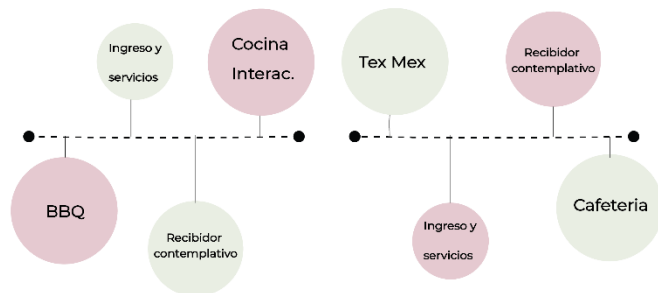 Ingreso y
servicios
Cocina
Interac.
BBQ
Recibidor
contemplativo
Tex Mex
Recibidor
contemplativo
Ingreso y
servicios
Cafeteria